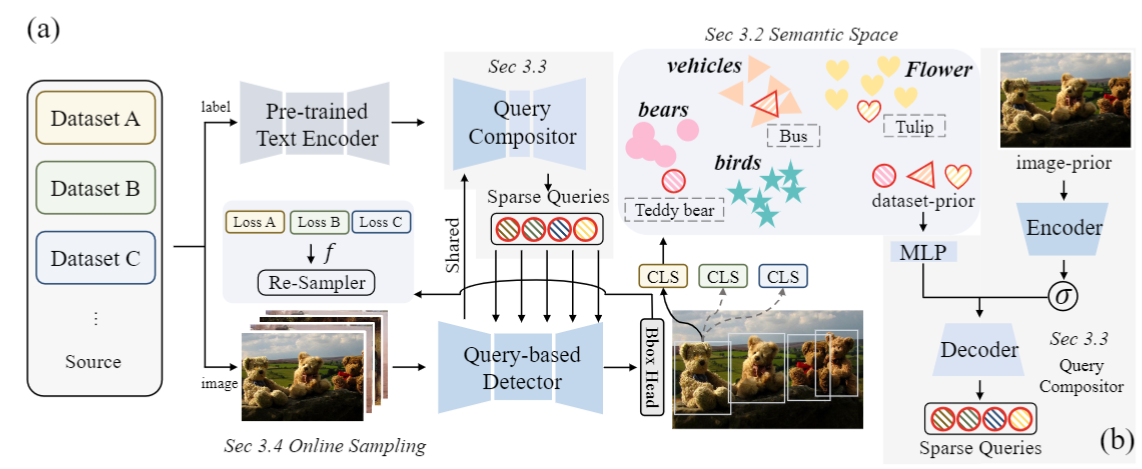 (a)
Dataset A
Dataset B
Dataset C
⋮
Source
label
image
Pre-trained
Text Encoder
Loss A
Loss B
Loss C
f
Re-Sampler
Sec 3.4 Online Sampling
Sec 3.3
Query
Compositor
Sparse Queries
Shared
Query-based
Detector
Bbox Head
CLS
CLS
CLS
Sec 3.2 Semantic Space
vehicles
Flower
bears
Bus
Tulip
birds
Teddy bear
dataset-prior
image-prior
MLP
Encoder
σ
Decoder
Sec 3.3
Query
Compositor
Sparse Queries
(b)